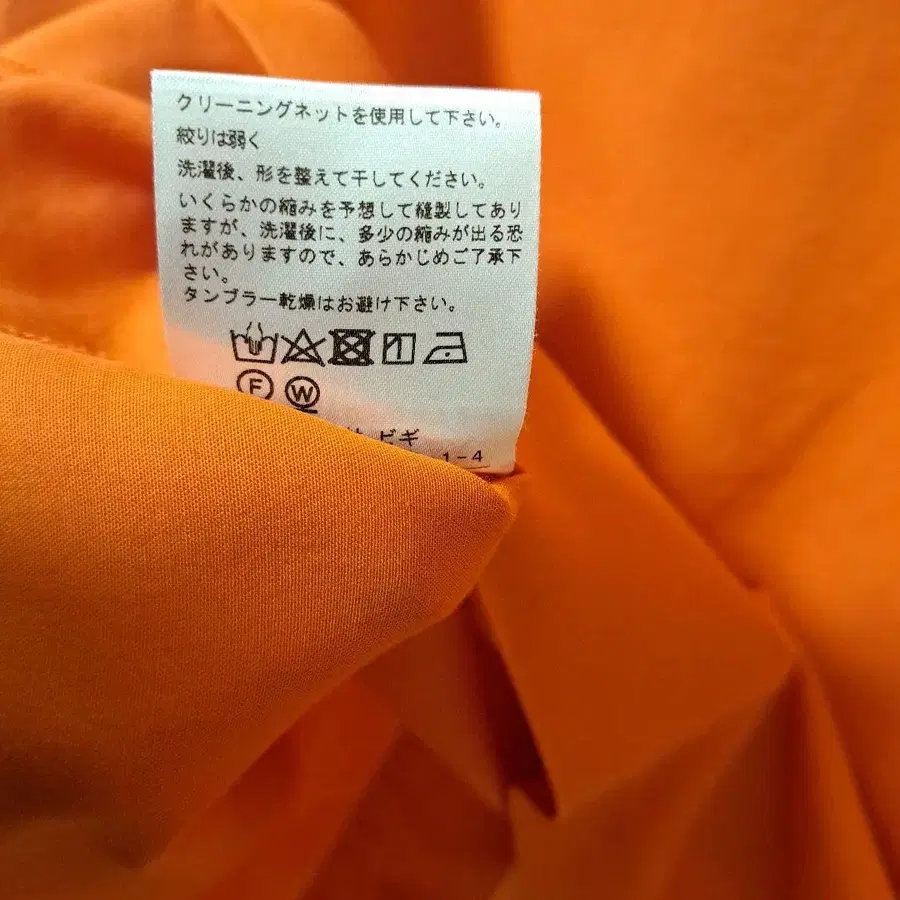 クリーニングネットを使用して下さい。
絞りは弱く
洗濯後、形を整えて干してください。
いくらかの縮みを予想して縫製してあり
ますが、洗濯後に、多少の縮みが出る恐
れがありますので、あらかじめご了承下
さい。
タンブラー乾燥はお避け下さい。
F W
ビギ
1-4